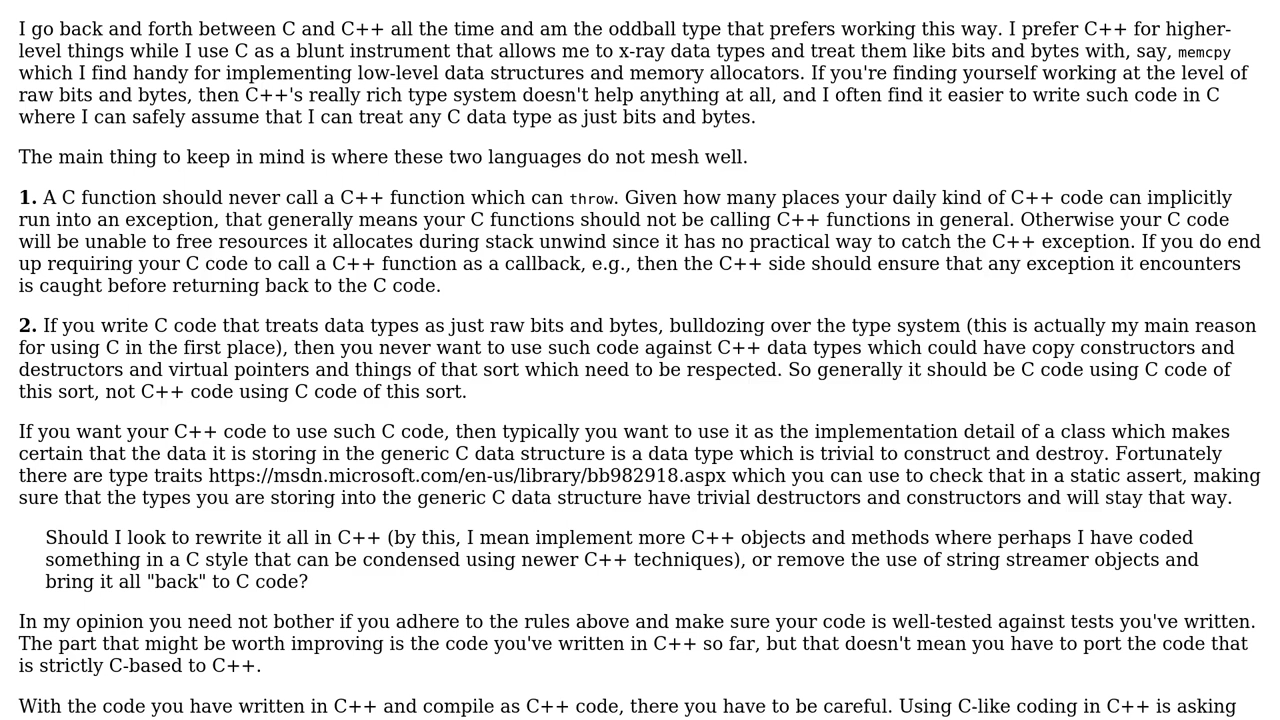 I go back and forth between C and C++ all the time and am the oddball type that prefers working this way. I prefer C++ for higher-
level things while I use C as a blunt instrument that allows me to x-ray data types and treat them like bits and bytes with, say, memcpy
which I find handy for implementing low-level data structures and memory allocators. If you're finding yourself working at the level of
raw bits and bytes, then C++'s really rich type system doesn't help anything at all, and I often find it easier to write such code in C
where I can safely assume that I can treat any C data type as just bits and bytes.
The main thing to keep in mind is where these two languages do not mesh well.
1. A C function should never call a C++ function which can throw. Given how many places your daily kind of C++ code can implicitly
run into an exception, that generally means your C functions should not be calling C++ functions in general. Otherwise your C code
will be unable to free resources it allocates during stack unwind since it has no practical way to catch the C++ exception. If you do end
up requiring your C code to call a C++ function as a callback, e.g., then the C++ side should ensure that any exception it encounters
is caught before returning back to the C code.
2. If you write C code that treats data types as just raw bits and bytes, bulldozing over the type system (this is actually my main reason
for using C in the first place), then you never want to use such code against C++ data types which could have copy constructors and
destructors and virtual pointers and things of that sort which need to be respected. So generally it should be C code using C code of
this sort, not C++ code using C code of this sort.
If you want your C++ code to use such C code, then typically you want to use it as the implementation detail of a class which makes
certain that the data it is storing in the generic C data structure is a data type which is trivial to construct and destroy. Fortunately
there are type traits https://msdn.microsoft.com/en-us/library/bb982918.aspx which you can use to check that in a static assert, making
sure that the types you are storing into the generic C data structure have trivial destructors and constructors and will stay that way.
Should I look to rewrite it all in C++ (by this, I mean implement more C++ objects and methods where perhaps I have coded
something in a C style that can be condensed using newer C++ techniques), or remove the use of string streamer objects and
bring it all "back" to C code?
In my opinion you need not bother if you adhere to the rules above and make sure your code is well-tested against tests you've written.
The part that might be worth improving is the code you've written in C++ so far, but that doesn't mean you have to port the code that
is strictly C-based to C++.
With the code you have written in C++ and compile as C++ code, there you have to be careful. Using C-like coding in C++ is asking